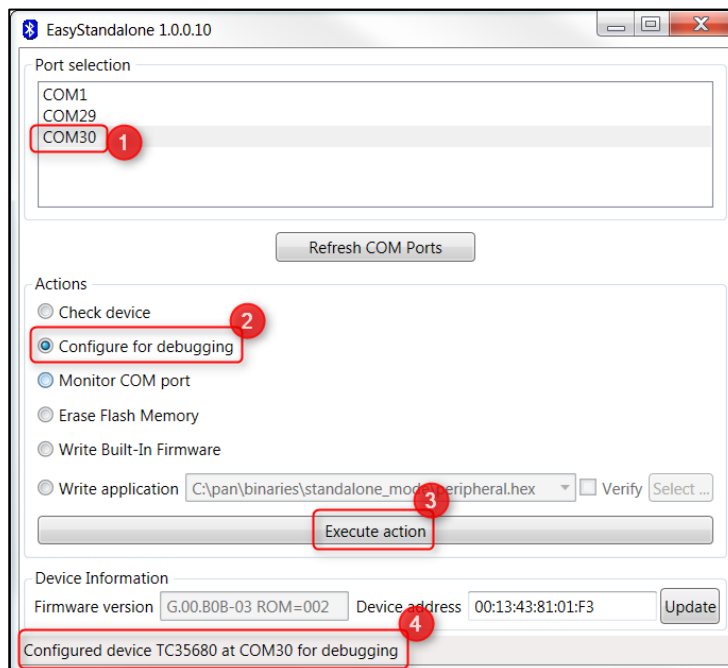 EasyStandalone 1.0.0.10
Port selection
COM1
COM29
COM30
1
Refresh COM Ports
Actions
Check device
2
Configure for debugging
Monitor COM port
Erase Flash Memory
Write Built-In Firmware
Write application C:\pan\binaries\standalone_mode\peripheral.hex Verify Select ...
3
Execute action
Device Information
Firmware version G.00.B0B-03 ROM=002 Device address 00:13:43:81:01:F3 Update
4
Configured device TC35680 at COM30 for debugging